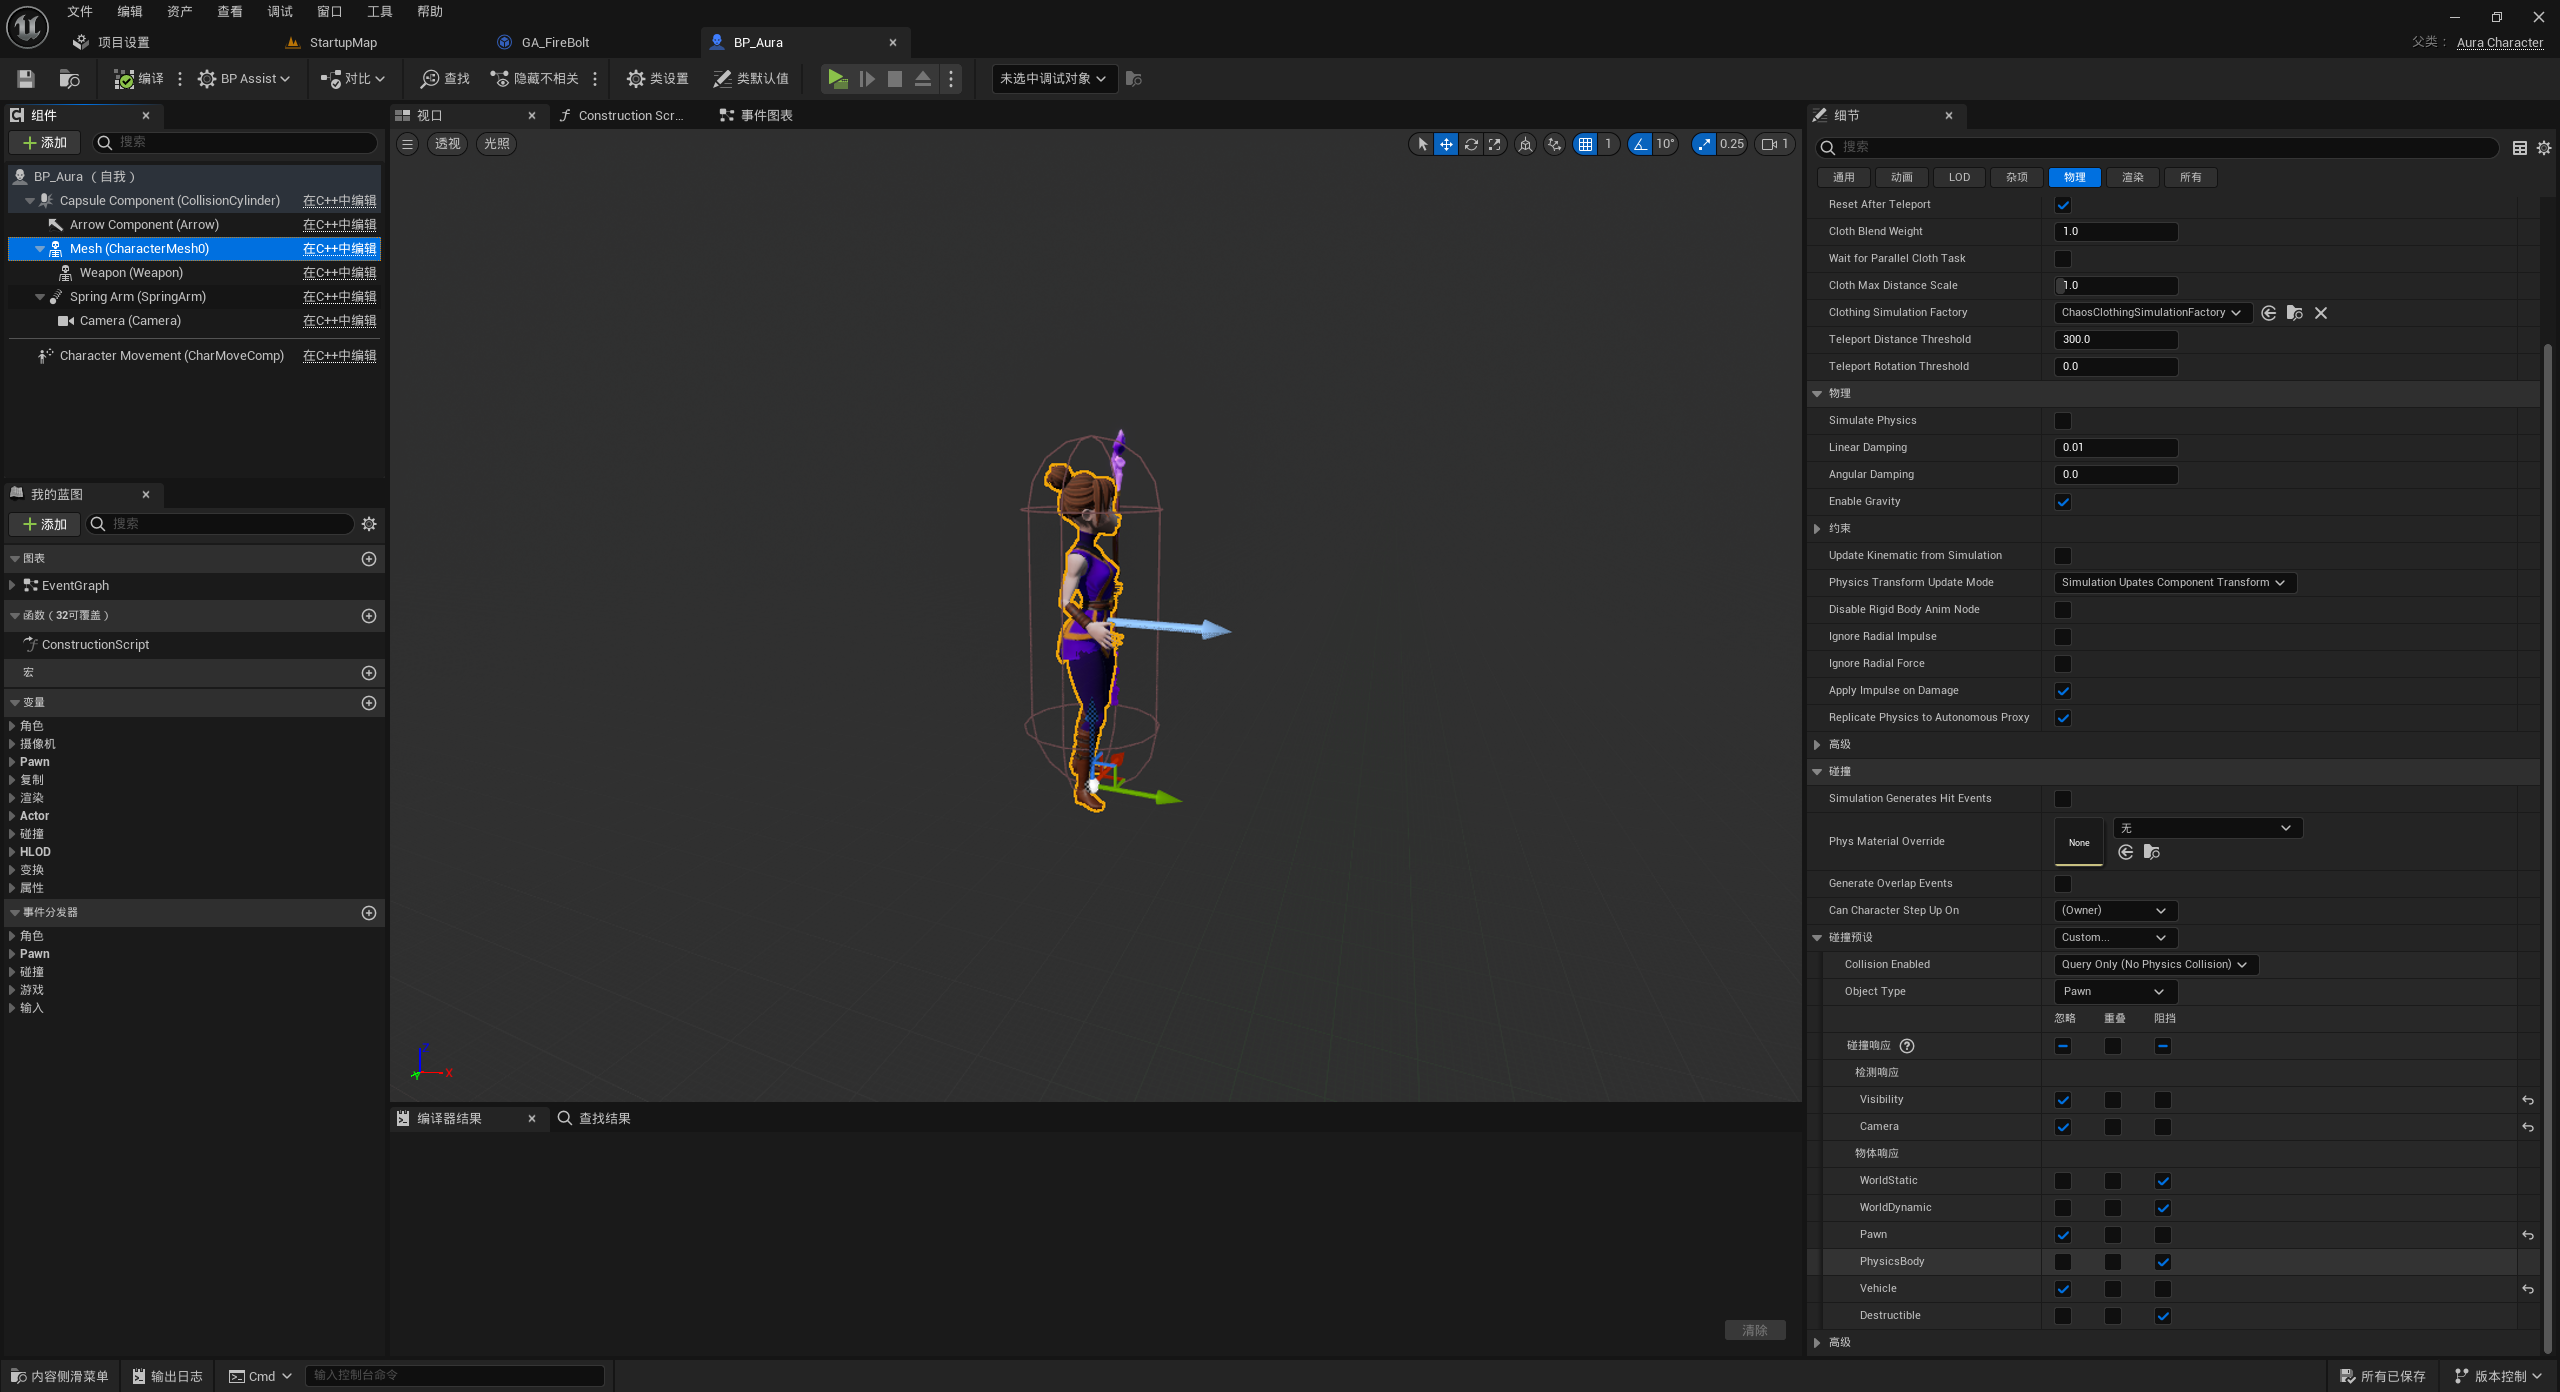 文件 编辑 资产 查看 调试 窗口 工具 帮助
项目设置 StartupMap GA_FireBolt BP_Aura
父类： Aura Character
编译 BP Assist 对比 查找 隐藏不相关 类设置 类默认值 未选中调试对象
组件
添加 搜索
BP_Aura （自我）
Capsule Component (CollisionCylinder) 在C++中编辑
Arrow Component (Arrow) 在C++中编辑
Mesh (CharacterMesh0) 在C++中编辑
Weapon (Weapon) 在C++中编辑
Spring Arm (SpringArm) 在C++中编辑
Camera (Camera) 在C++中编辑
Character Movement (CharMoveComp) 在C++中编辑
我的蓝图
添加 搜索
图表
EventGraph
函数（32可覆盖）
ConstructionScript
宏
变量
角色
摄像机
Pawn
复制
渲染
Actor
碰撞
HLOD
变换
属性
事件分发器
角色
Pawn
碰撞
游戏
输入
视口 Construction Scr... 事件图表
透视 光照 1 10° 0.25 1
Z
X
Y
编译器结果 查找结果
清除
细节
搜索
通用 动画 LOD 杂项 物理 渲染 所有
Reset After Teleport
Cloth Blend Weight 1.0
Wait for Parallel Cloth Task
Cloth Max Distance Scale 1.0
Clothing Simulation Factory ChaosClothingSimulationFactory
Teleport Distance Threshold 300.0
Teleport Rotation Threshold 0.0
物理
Simulate Physics
Linear Damping 0.01
Angular Damping 0.0
Enable Gravity
约束
Update Kinematic from Simulation
Physics Transform Update Mode Simulation Upates Component Transform
Disable Rigid Body Anim Node
Ignore Radial Impulse
Ignore Radial Force
Apply Impulse on Damage
Replicate Physics to Autonomous Proxy
高级
碰撞
Simulation Generates Hit Events
Phys Material Override None 无
Generate Overlap Events
Can Character Step Up On (Owner)
碰撞预设 Custom...
Collision Enabled Query Only (No Physics Collision)
Object Type Pawn
忽略 重叠 阻挡
碰撞响应
检测响应
Visibility
Camera
物体响应
WorldStatic
WorldDynamic
Pawn
PhysicsBody
Vehicle
Destructible
高级
内容侧滑菜单 输出日志 Cmd 输入控制台命令 所有已保存 版本控制